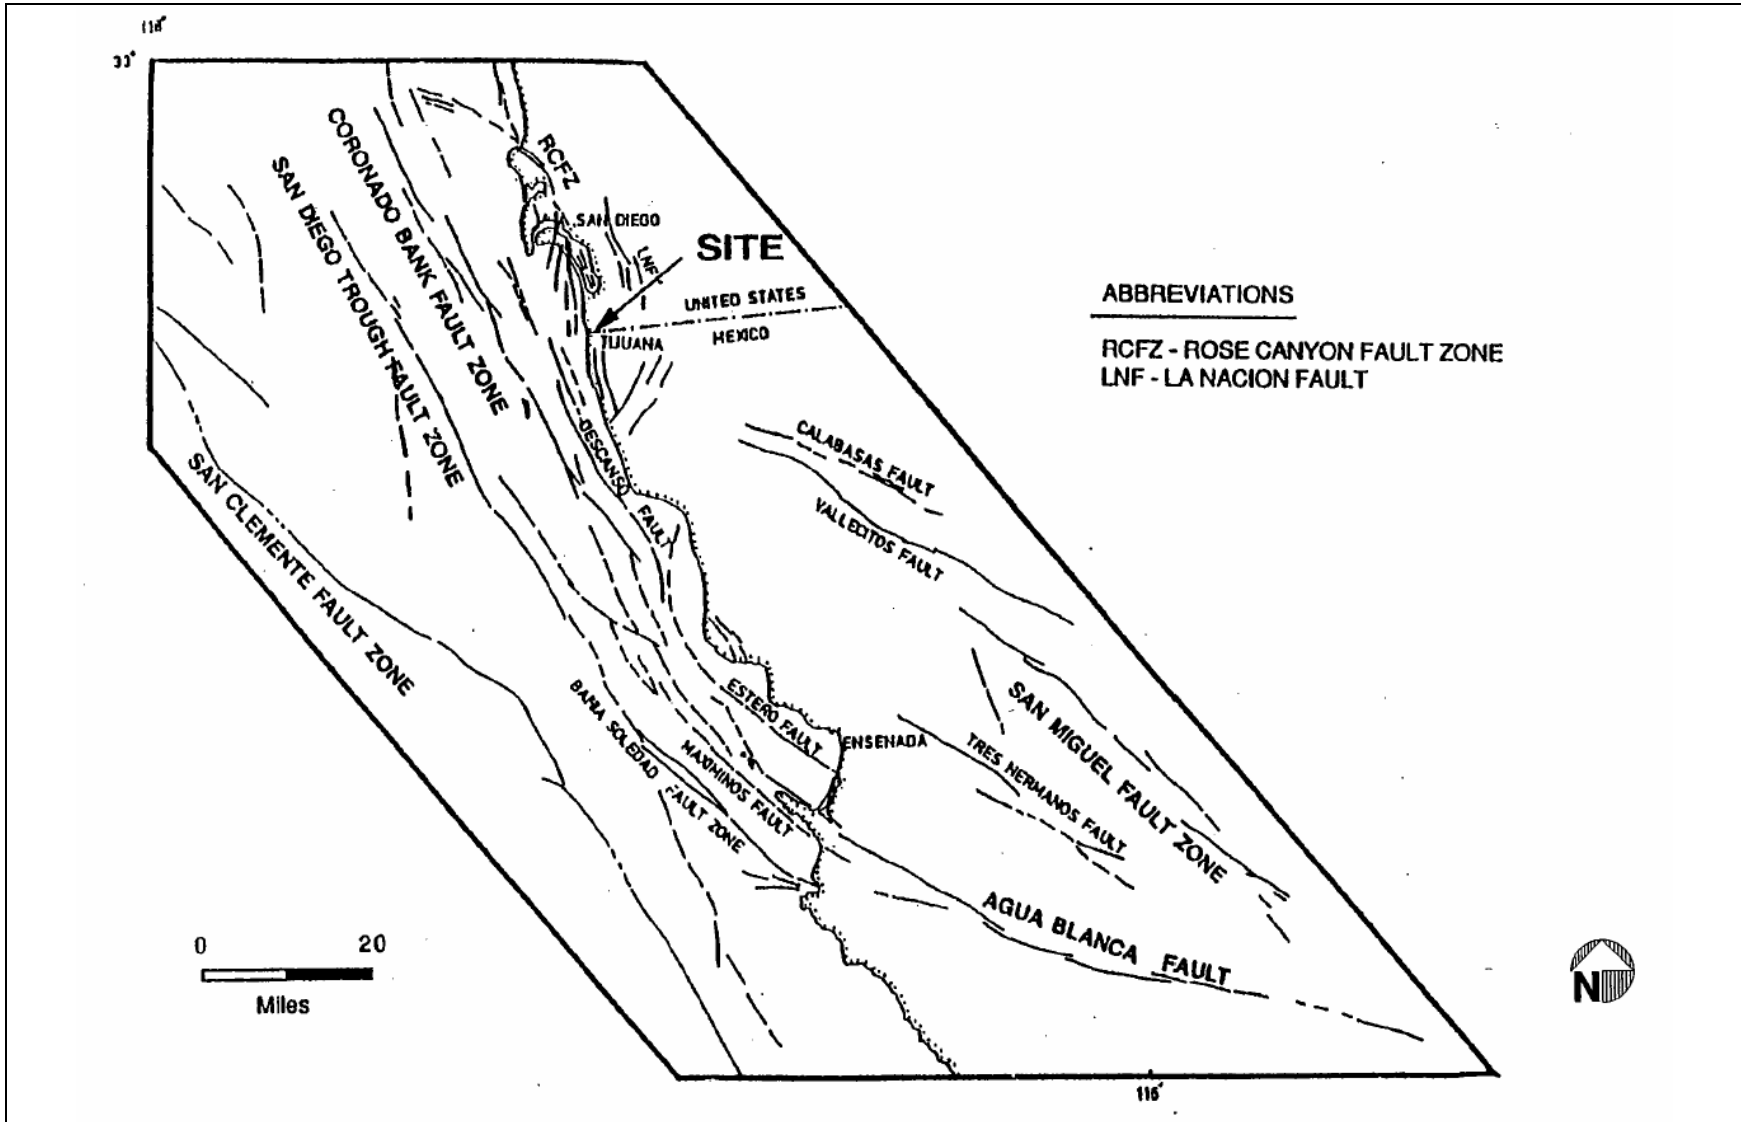 118°
33°
CORONADO BANK FAULT ZONE
SAN DIEGO TROUGH FAULT ZONE
RCFZ
SAN DIEGO
LNF
SITE
UNITED STATES
MEXICO
TIJUANA
ABBREVIATIONS
RCFZ - ROSE CANYON FAULT ZONE
LNF - LA NACION FAULT
DESCANSO FAULT
CALABASAS FAULT
VALLECITOS FAULT
SAN CLEMENTE FAULT ZONE
BAHIA SOLEDAD FAULT ZONE
MAXIMINOS FAULT
ESTERO FAULT
ENSENADA
TRES HERMANOS FAULT
SAN MIGUEL FAULT ZONE
AGUA BLANCA FAULT
0 20
Miles
N
116°